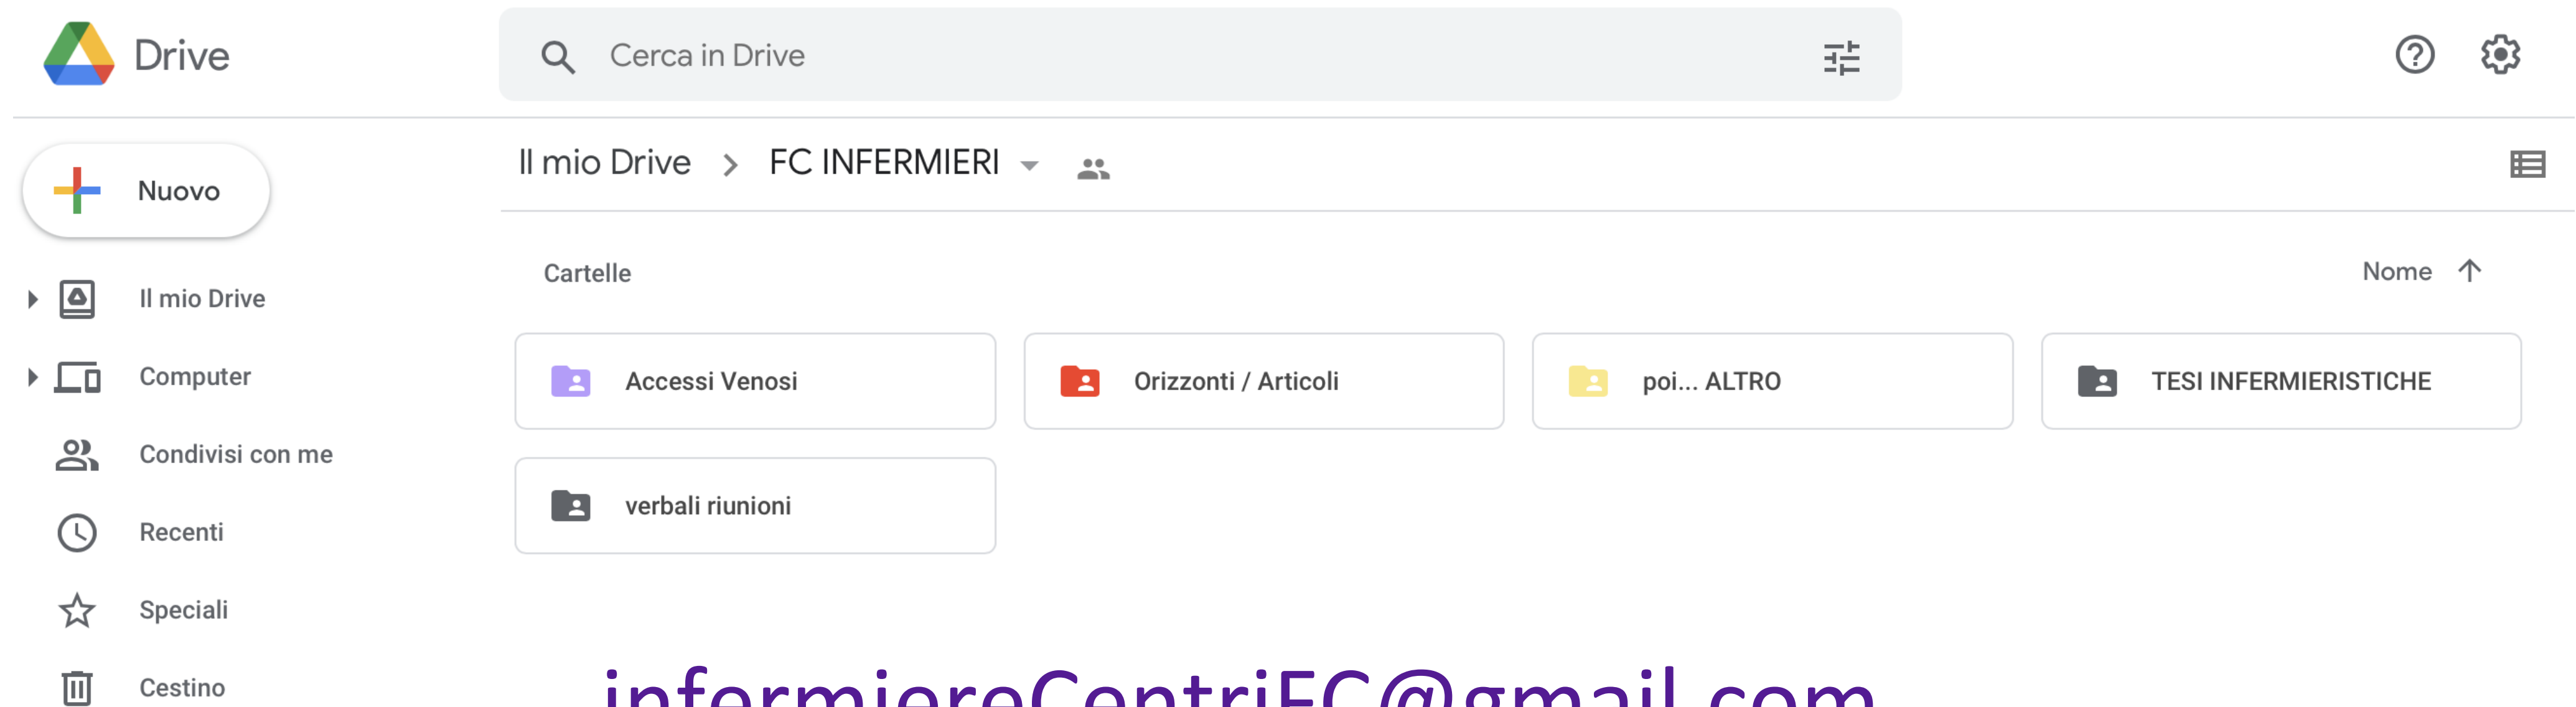 Drive
Cerca in Drive
Nuovo
Il mio Drive
Computer
Condivisi con me
Recenti
Speciali
Cestino
Il mio Drive > FC INFERMIERI
Cartelle
Nome
Accessi Venosi
Orizzonti / Articoli
poi... ALTRO
TESI INFERMIERISTICHE
verbali riunioni
infermiereCentriFC@gmail.com